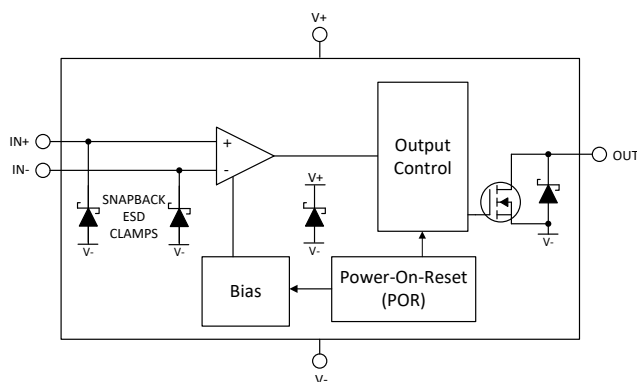 V+
IN+
IN-
+
-
Output
Control
OUT
V+
SNAPBACK
ESD
CLAMPS
V-
V-
V-
V-
Bias
Power-On-Reset
(POR)
V-